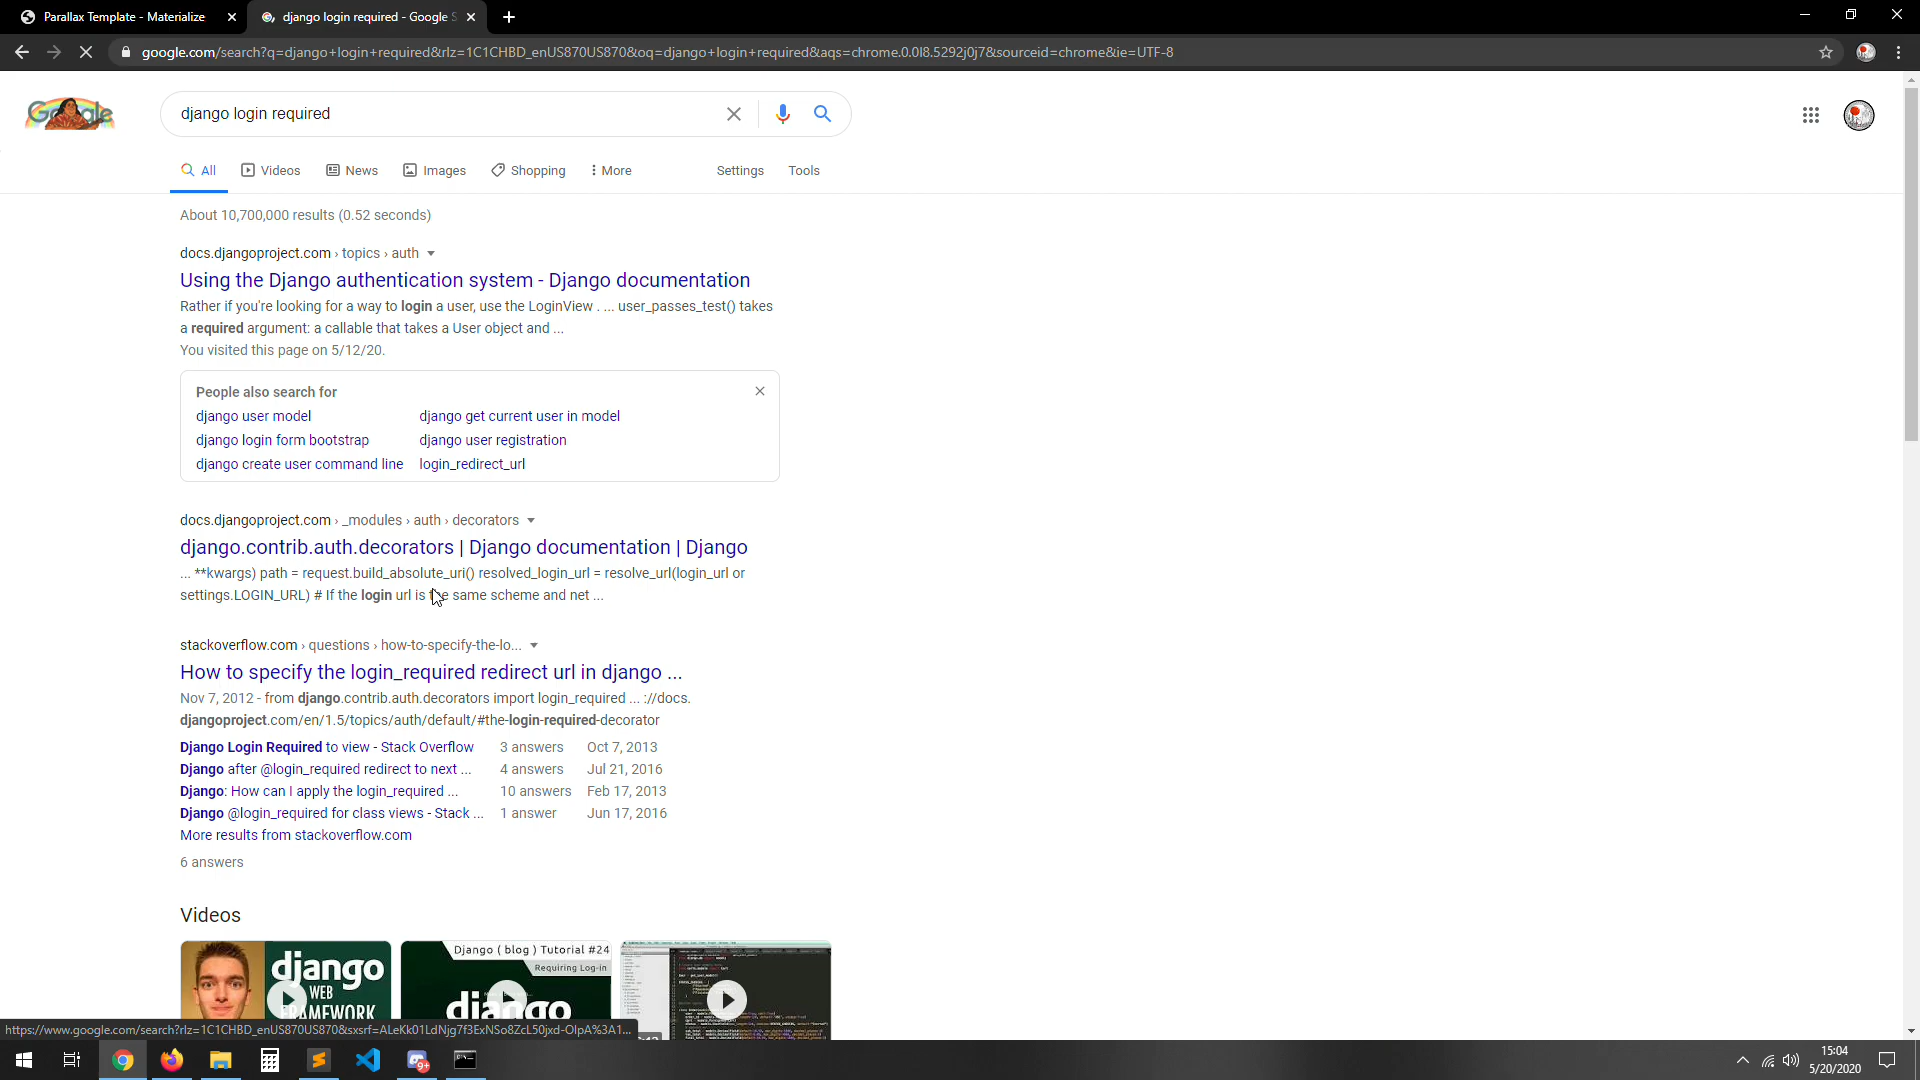 Parallax Template - Materialize
django login required - Google S
google.com/search?q=django+login+required&rlz=1C1CHBD_enUS870US870&oq=django+login+required&aqs=chrome.0.0l8.5292j0j7&sourceid=chrome&ie=UTF-8
django login required
All
Videos
News
Images
Shopping
More
Settings
Tools
About 10,700,000 results (0.52 seconds)
docs.djangoproject.com › topics › auth
Using the Django authentication system - Django documentation
Rather if you're looking for a way to login a user, use the LoginView . ... user_passes_test() takes
a required argument: a callable that takes a User object and ...
You visited this page on 5/12/20.
People also search for
django user model
django get current user in model
django login form bootstrap
django user registration
django create user command line
login_redirect_url
docs.djangoproject.com › _modules › auth › decorators
django.contrib.auth.decorators | Django documentation | Django
... **kwargs) path = request.build_absolute_uri() resolved_login_url = resolve_url(login_url or
settings.LOGIN_URL) # If the login url is the same scheme and net ...
stackoverflow.com › questions › how-to-specify-the-lo...
How to specify the login_required redirect url in django ...
Nov 7, 2012 - from django.contrib.auth.decorators import login_required ... ://docs.
djangoproject.com/en/1.5/topics/auth/default/#the-login-required-decorator
Django Login Required to view - Stack Overflow 3 answers Oct 7, 2013
Django after @login_required redirect to next ... 4 answers Jul 21, 2016
Django: How can I apply the login_required ... 10 answers Feb 17, 2013
Django @login_required for class views - Stack ... 1 answer Jun 17, 2016
More results from stackoverflow.com
6 answers
Videos
django
WEB
FRAMEWORK
Django ( blog ) Tutorial #24
Requiring Log-in
django
https://www.google.com/search?rlz=1C1CHBD_enUS870US870&sxsrf=ALeKk01LdNjg7f3ExNSo8ZcL50jxd-OlpA%3A1...
15:04
5/20/2020